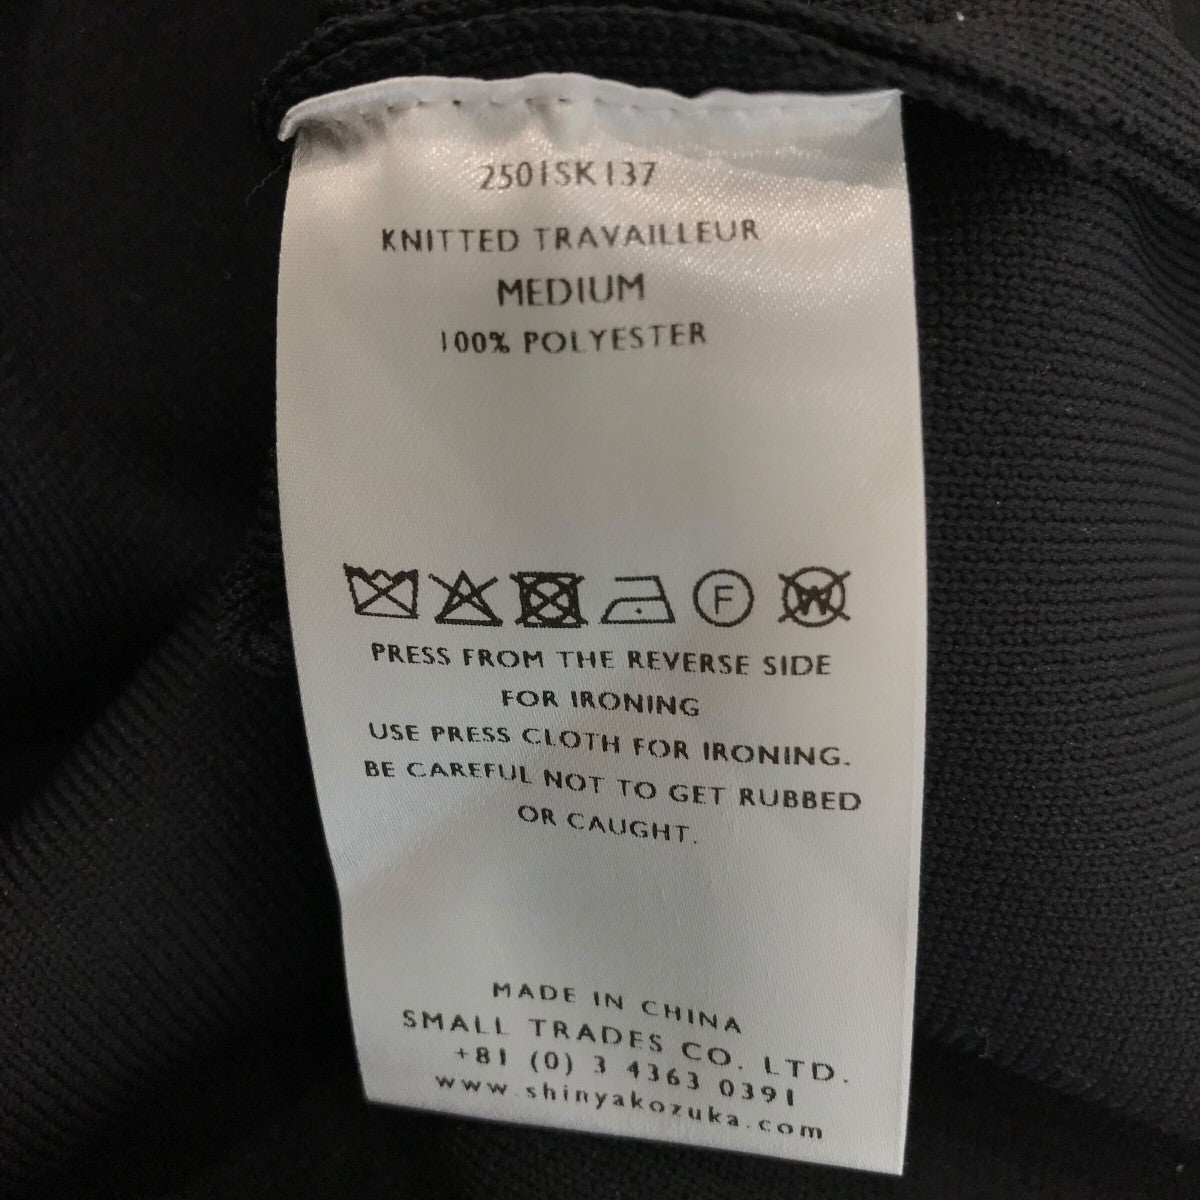 2501SK137
KNITTED TRAVAILLEUR
MEDIUM
100% POLYESTER
F W
PRESS FROM THE REVERSE SIDE
FOR IRONING
USE PRESS CLOTH FOR IRONING.
BE CAREFUL NOT TO GET RUBBED
OR CAUGHT.
MADE IN CHINA
SMALL TRADES CO. LTD.
+81 (0) 3 4363 0391
www.shinyakozuka.com